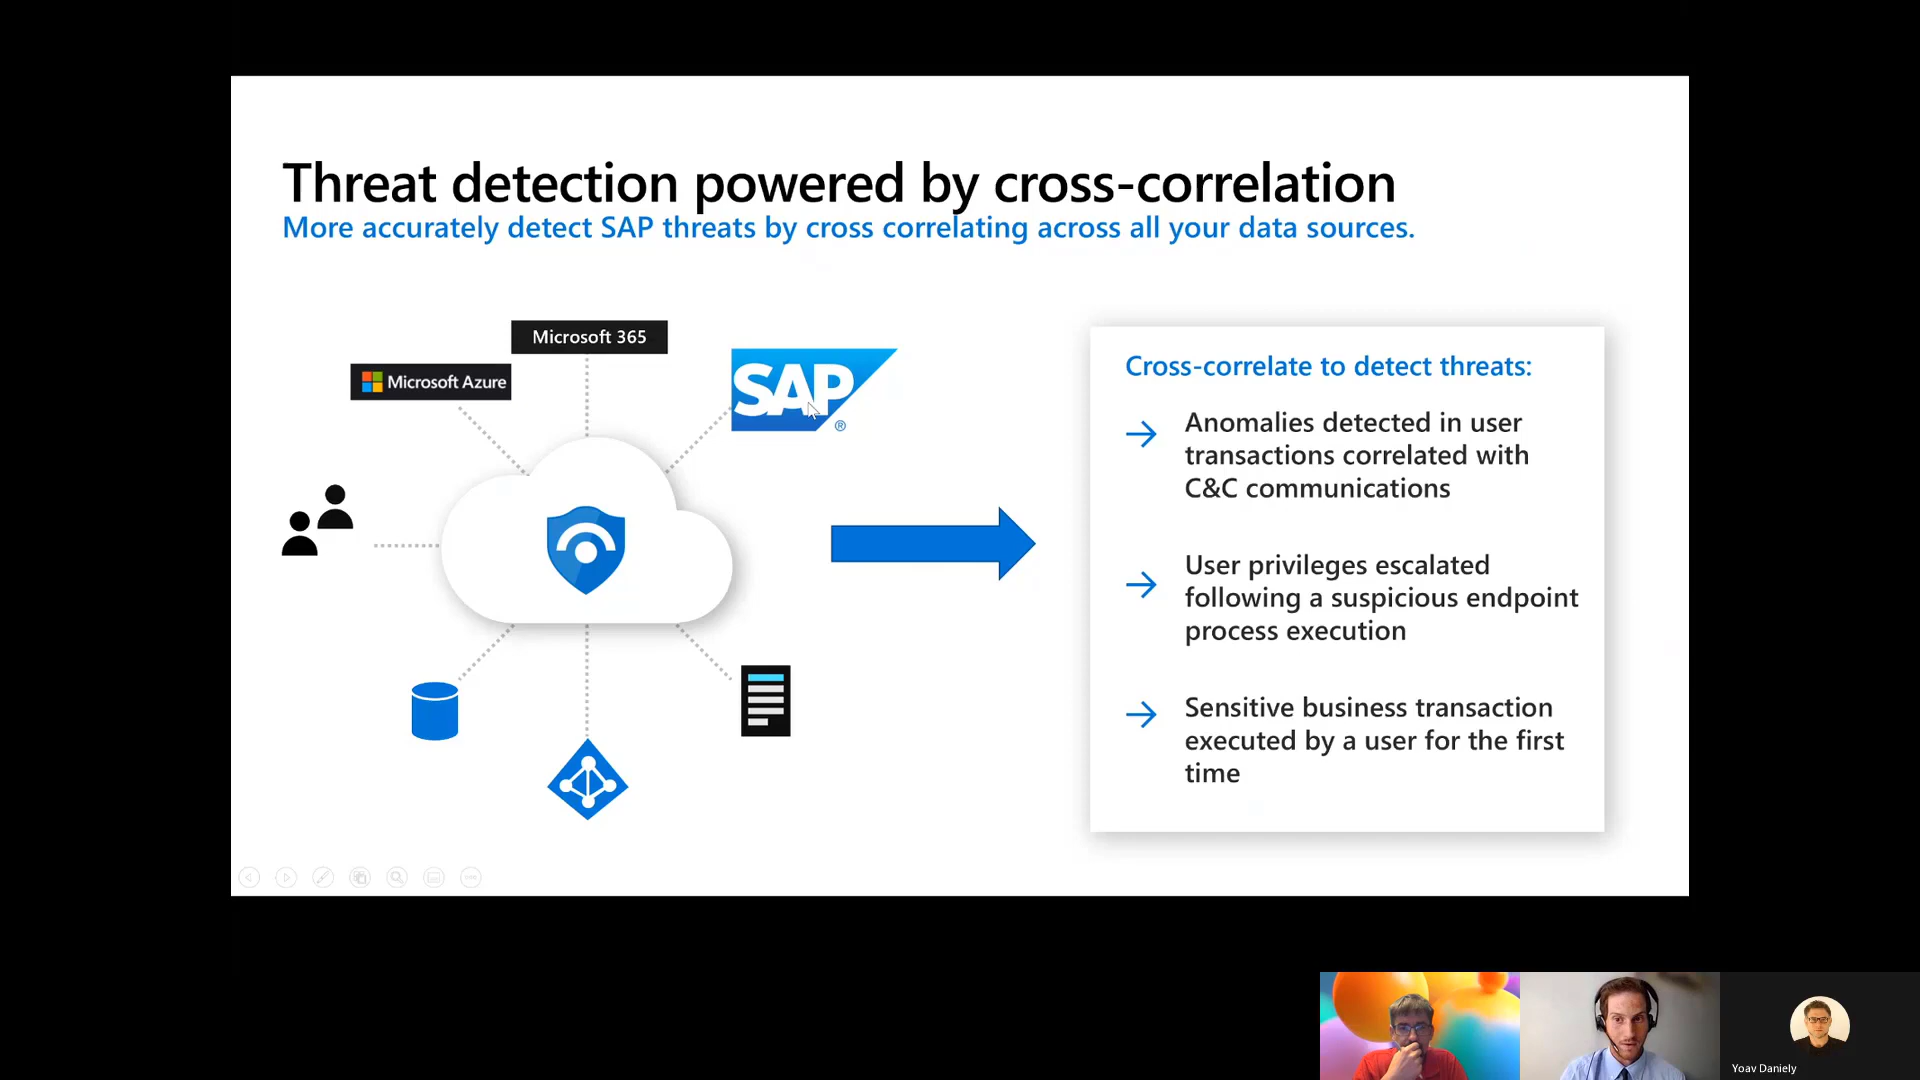 Threat detection powered by cross-correlation
More accurately detect SAP threats by cross correlating across all your data sources.
Microsoft 365
Microsoft Azure
SAP
®
Cross-correlate to detect threats:
Anomalies detected in user
transactions correlated with
C&C communications
User privileges escalated
following a suspicious endpoint
process execution
Sensitive business transaction
executed by a user for the first
time
Yoav Daniely